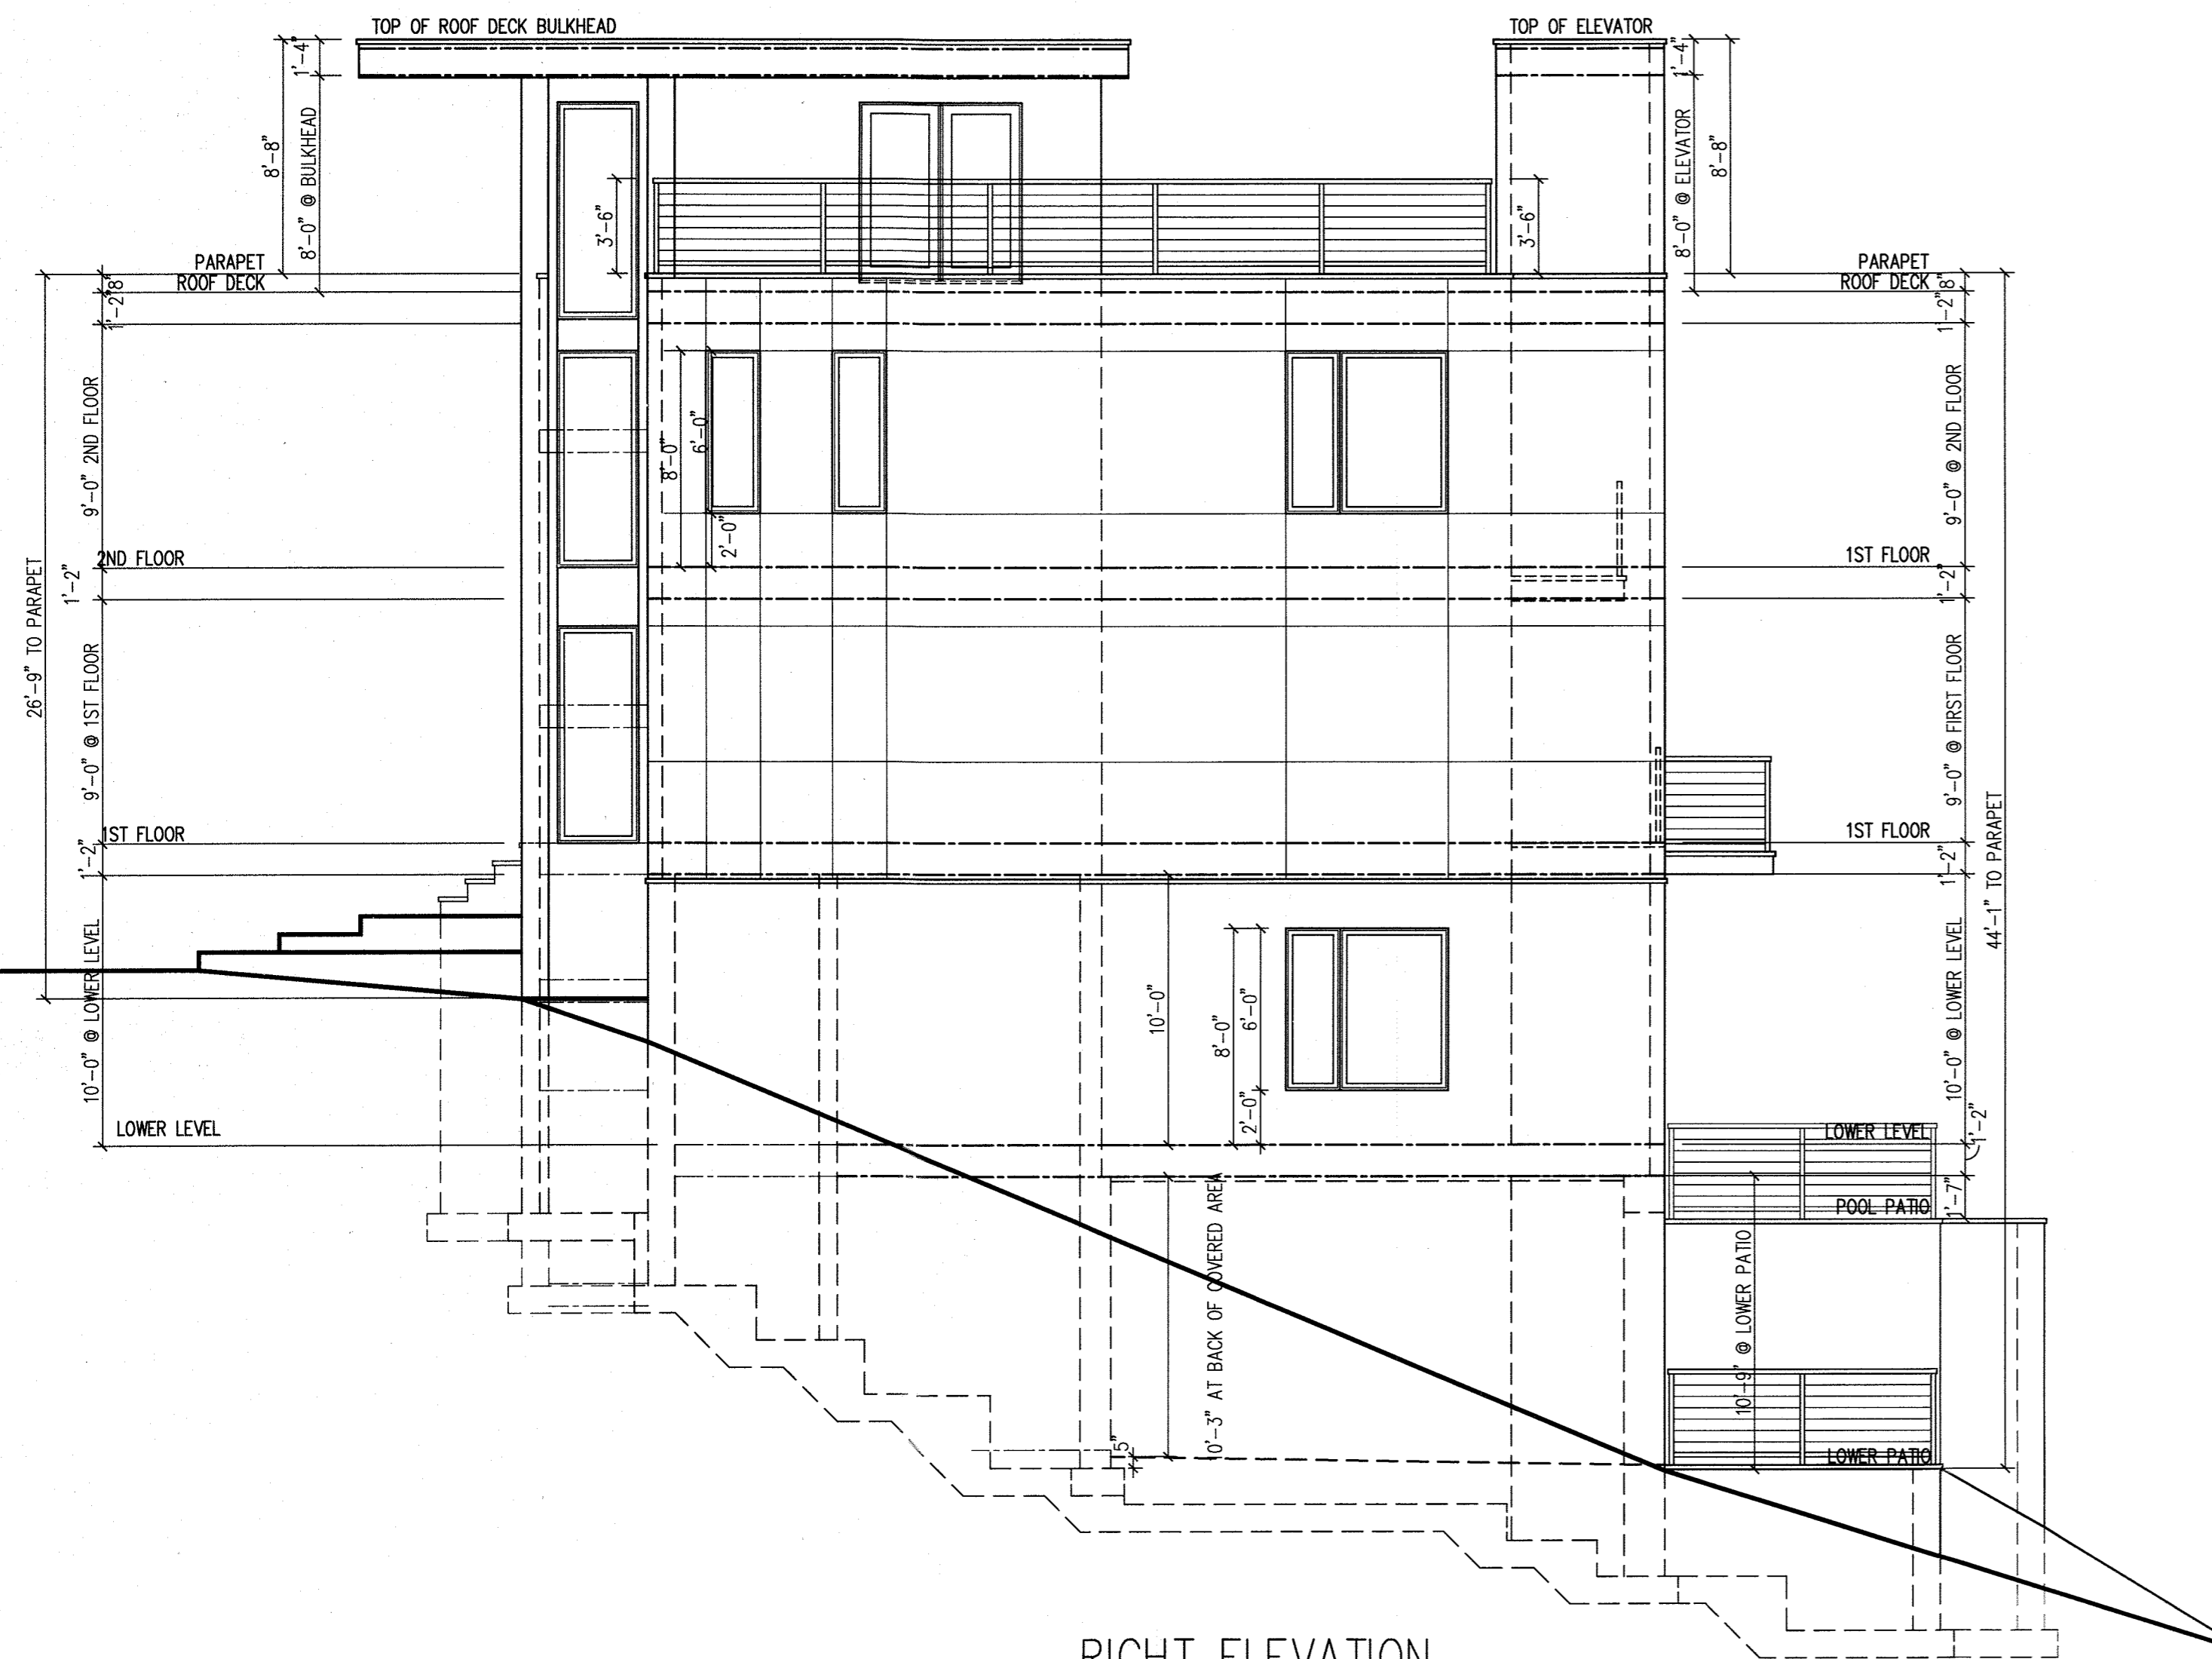 TOP OF ROOF DECK BULKHEAD
TOP OF ELEVATOR
1'-4"
8'-8"
8'-0" @ BULKHEAD
3'-6"
3'-6"
1'-4"
8'-0" @ ELEVATOR
8'-8"
PARAPET
ROOF DECK
8"
1'-2"
PARAPET
ROOF DECK
8"
1'-2"
9'-0" 2ND FLOOR
8'-0"
6'-0"
2'-0"
9'-0" @ 2ND FLOOR
2ND FLOOR
1'-2"
1ST FLOOR
1'-2"
26'-9" TO PARAPET
9'-0" @ 1ST FLOOR
9'-0" @ FIRST FLOOR
44'-1" TO PARAPET
1ST FLOOR
1'-2"
1ST FLOOR
1'-2"
10'-0" @ LOWER LEVEL
10'-0"
8'-0"
6'-0"
2'-0"
10'-0" @ LOWER LEVEL
LOWER LEVEL
LOWER LEVEL
1'-2"
POOL PATIO
1'-7"
10'-3" AT BACK OF COVERED AREA
10'-9" @ LOWER PATIO
5"
LOWER PATIO
RIGHT ELEVATION